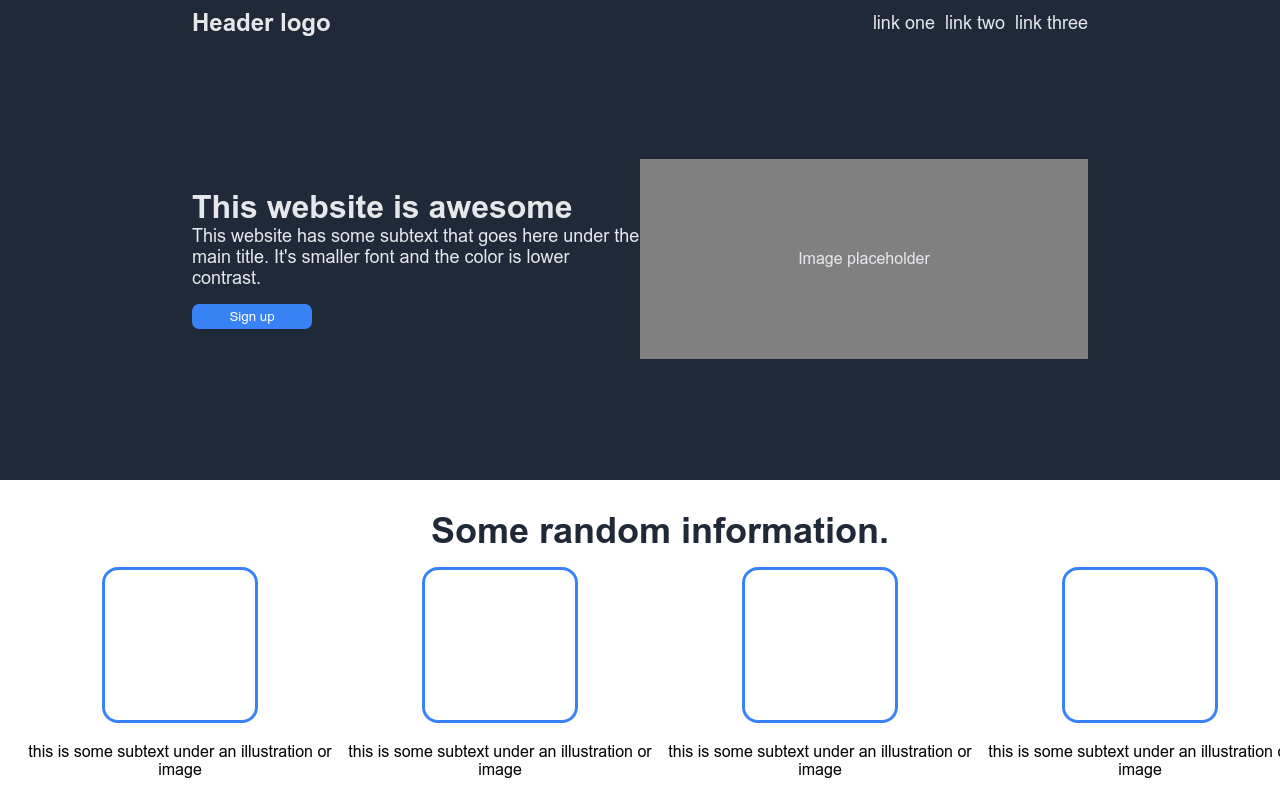 Header logo
link one link two link three
This website is awesome
This website has some subtext that goes here under the
main title. It's smaller font and the color is lower
contrast.
Sign up
Image placeholder
Some random information.
this is some subtext under an illustration or
image
this is some subtext under an illustration or
image
this is some subtext under an illustration or
image
this is some subtext under an illustration
image